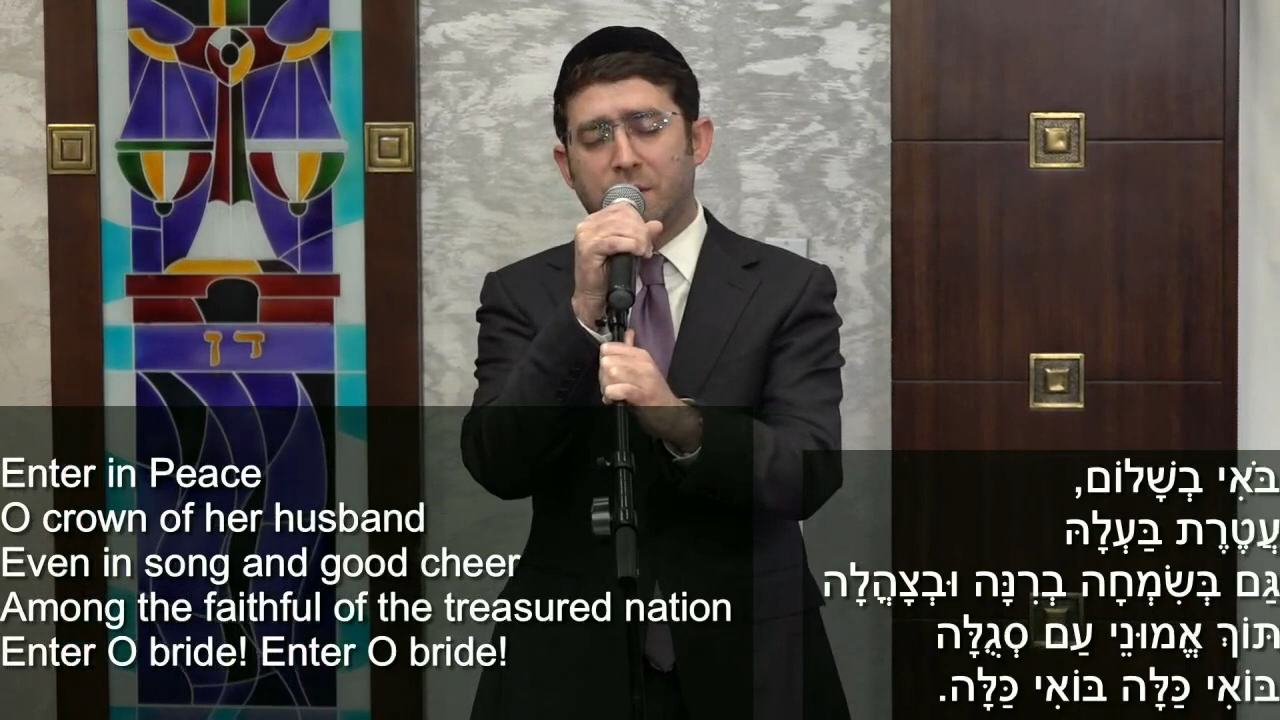 דן
Enter in Peace
O crown of her husband
Even in song and good cheer
Among the faithful of the treasured nation
Enter O bride! Enter O bride!
בֹּאִי בְשָׁלוֹם,
עֲטֶרֶת בַּעְלָהּ
גַּם בְּשִׂמְחָה בְרִנָּה וּבְצָהֳלָה
תּוֹךְ אֱמוּנֵי עַם סְגֻלָּה
בּוֹאִי כַּלָּה בּוֹאִי כַּלָּה.